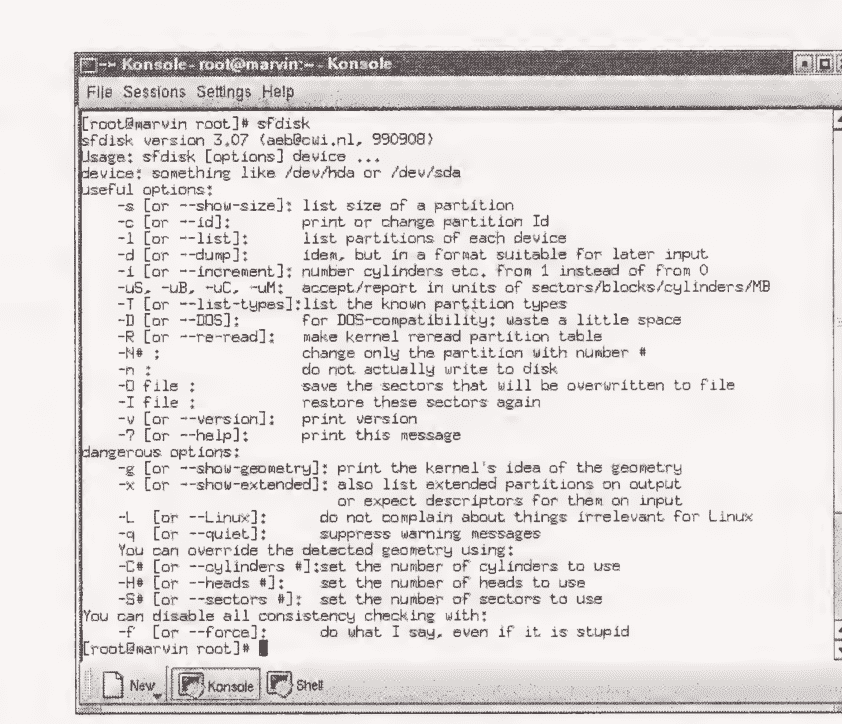 Konsole - root@marvin:~ - Konsole
File Sessions Settings Help
[root@marvin root]# sfdisk
sfdisk version 3.07 (aeb@cwi.nl, 990908)
Usage: sfdisk [options] device ...
device: something like /dev/hda or /dev/sda
useful options:
    -s [or --show-size]: list size of a partition
    -c [or --id]:        print or change partition Id
    -l [or --list]:      list partitions of each device
    -d [or --dump]:      idem, but in a format suitable for later input
    -i [or --increment]: number cylinders etc. from 1 instead of from 0
    -uS, -uB, -uC, -uM:  accept/report in units of sectors/blocks/cylinders/MB
    -T [or --list-types]:list the known partition types
    -D [or --DOS]:       for DOS-compatibility: waste a little space
    -R [or --re-read]:   make kernel reread partition table
    -N# :                change only the partition with number #
    -n :                 do not actually write to disk
    -O file :            save the sectors that will be overwritten to file
    -I file :            restore these sectors again
    -v [or --version]:   print version
    -? [or --help]:      print this message
dangerous options:
    -g [or --show-geometry]: print the kernel's idea of the geometry
    -x [or --show-extended]: also list extended partitions on output
                             or expect descriptors for them on input
    -L  [or --Linux]:      do not complain about things irrelevant for Linux
    -q  [or --quiet]:      suppress warning messages
    You can override the detected geometry using:
    -C# [or --cylinders #]:set the number of cylinders to use
    -H# [or --heads #]:    set the number of heads to use
    -S# [or --sectors #]:  set the number of sectors to use
You can disable all consistency checking with:
    -f  [or --force]:      do what I say, even if it is stupid
[root@marvin root]#
New Konsole Shell